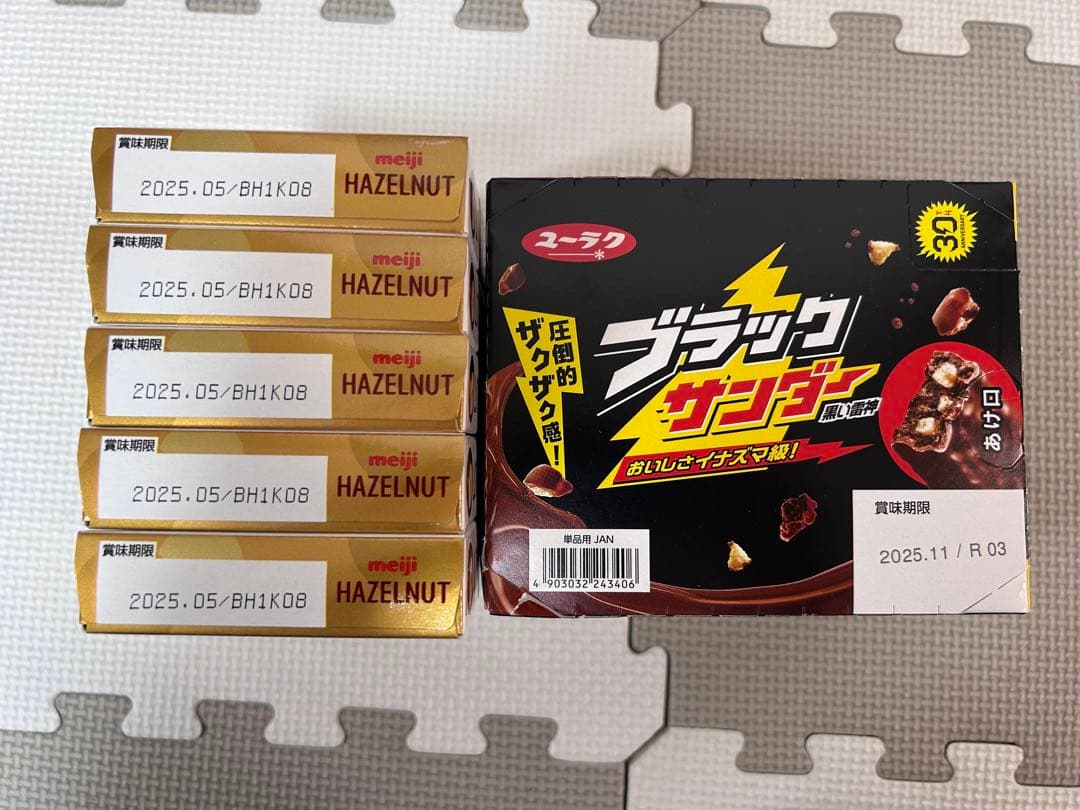 賞味期限
2025.05/BH1K08
meiji
HAZELNUT
賞味期限
2025.05/BH1K08
meiji
HAZELNUT
賞味期限
2025.05/BH1K08
meiji
HAZELNUT
賞味期限
2025.05/BH1K08
meiji
HAZELNUT
賞味期限
2025.05/BH1K08
meiji
HAZELNUT
ユーラク
30TH
ANNIVERSARY
圧倒的
ザクザク感!
ブラック
サンダー
黒い雷神
おいしさイナズマ級!
あけ口
単品用 JAN
4 903032 243406
賞味期限
2025.11 / R 03